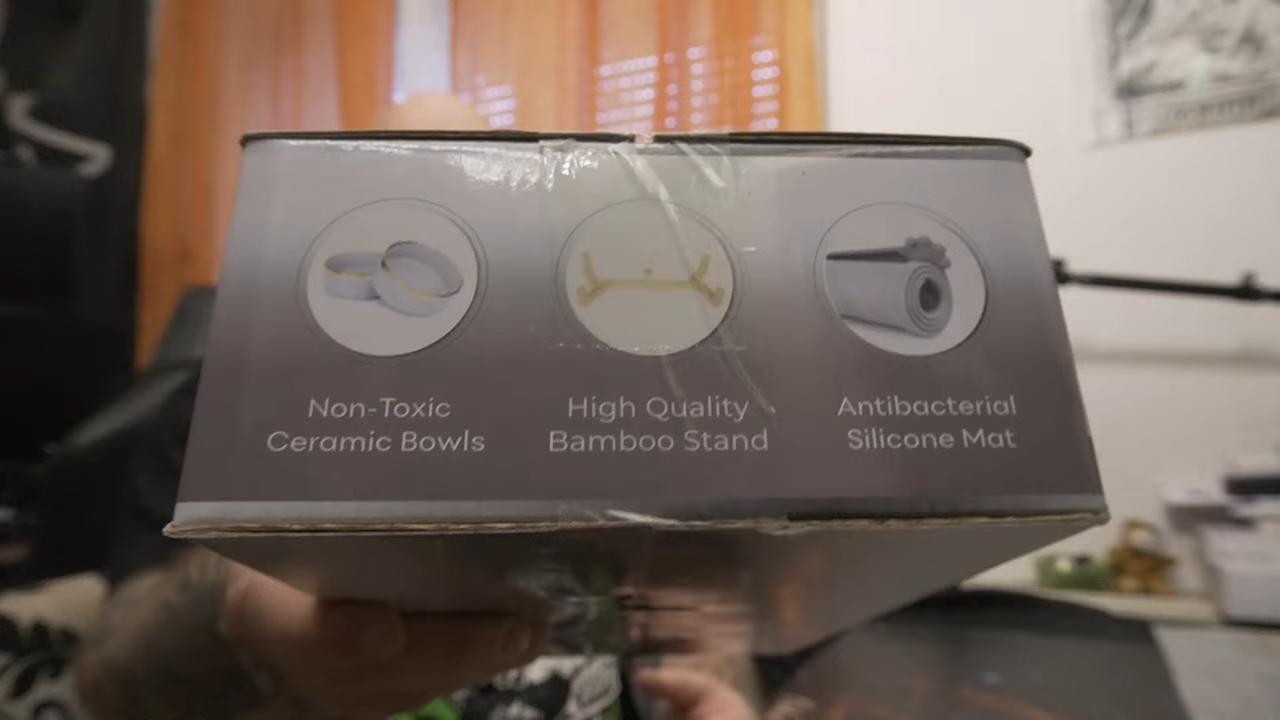 Non-Toxic
Ceramic Bowls
High Quality
Bamboo Stand
Antibacterial
Silicone Mat